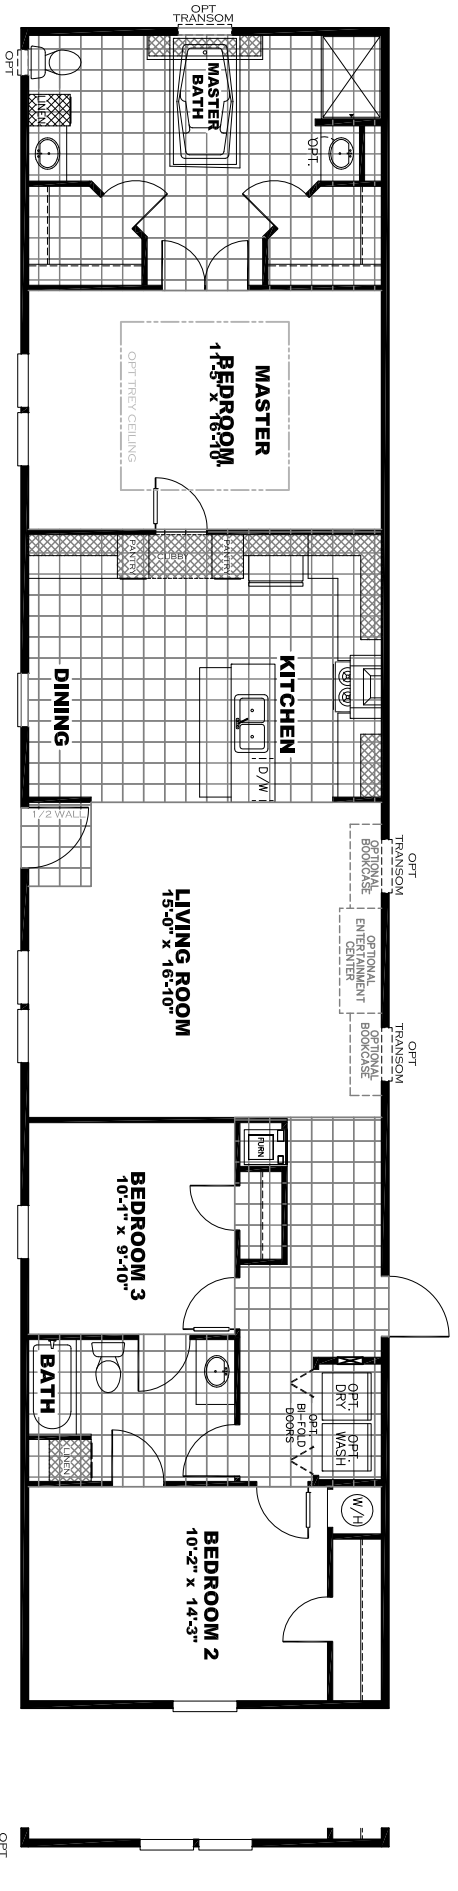 OPT
TRANSOM
OPT
MASTER
BATH
LINEN
OPT.
MASTER
BEDROOM
11'-5" x 16'-10"
OPT TREY CEILING
PANTRY
CUBBY
PANTRY
KITCHEN
DINING
D/W
1/2 WALL
OPT
TRANSOM
OPTIONAL
BOOKCASE
OPTIONAL
ENTERTAINMENT
CENTER
LIVING ROOM
15'-0" x 16'-10"
OPT
TRANSOM
OPTIONAL
BOOKCASE
FURN
BEDROOM 3
10'-1" x 9'-10"
BATH
LINEN
OPT.
DRY.
OPT.
WASH
OPT.
BI-FOLD
DOORS
W/H
BEDROOM 2
10'-2" x 14'-3"
OPT